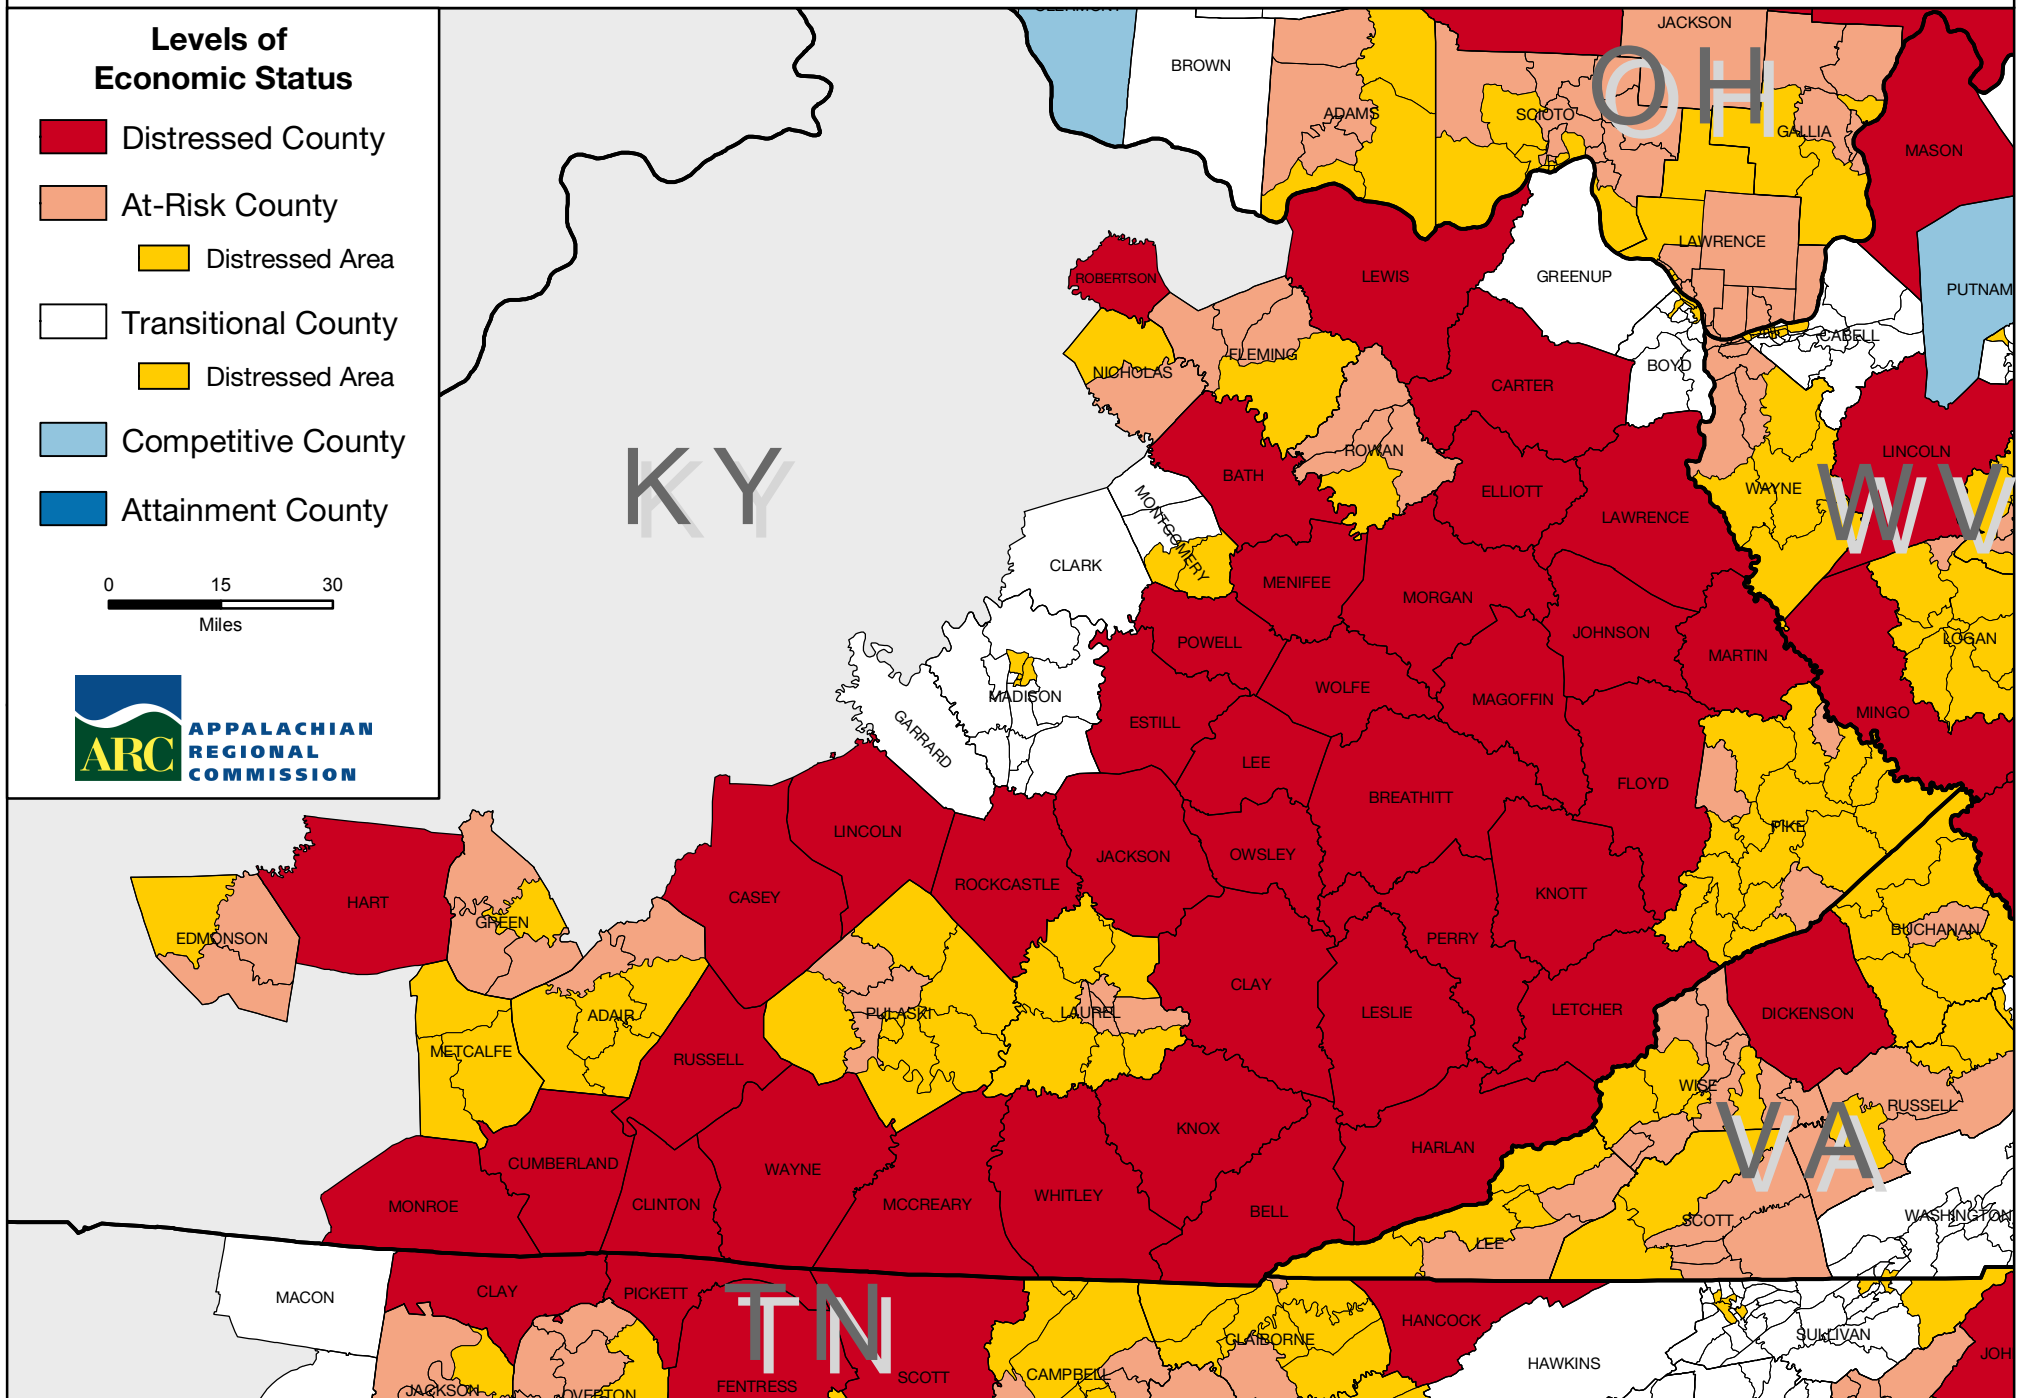 Levels of
Economic Status
Distressed County
At-Risk County
Distressed Area
Transitional County
Distressed Area
Competitive County
Attainment County
0 15 30
Miles
ARC
APPALACHIAN
REGIONAL
COMMISSION
CLERMONT
BROWN
JACKSON
OH
ADAMS
SCIOTO
GALLIA
MASON
LAWRENCE
ROBERTSON
LEWIS
GREENUP
PUTNAM
CABELL
FLEMING
NICHOLAS
BOYD
CARTER
KY
ROWAN
BATH
ELLIOTT
LAWRENCE
WAYNE
LINCOLN
WV
MONTGOMERY
CLARK
MENIFEE
MORGAN
POWELL
JOHNSON
MARTIN
LOGAN
WOLFE
MAGOFFIN
MADISON
GARRARD
ESTILL
MINGO
LEE
FLOYD
BREATHITT
PIKE
LINCOLN
JACKSON
OWSLEY
ROCKCASTLE
CASEY
KNOTT
HART
GREEN
EDMONSON
PERRY
BUCHANAN
CLAY
LESLIE
LETCHER
DICKENSON
PULASKI
LAUREL
ADAIR
METCALFE
RUSSELL
WISE
RUSSELL
VA
KNOX
HARLAN
CUMBERLAND
WAYNE
CLINTON
MONROE
MCCREARY
WHITLEY
BELL
SCOTT
WASHINGTON
LEE
MACON
CLAY
PICKETT
TN
HANCOCK
CLAIBORNE
SULLIVAN
HAWKINS
JOH
CAMPBELL
SCOTT
FENTRESS
JACKSON
OVERTON